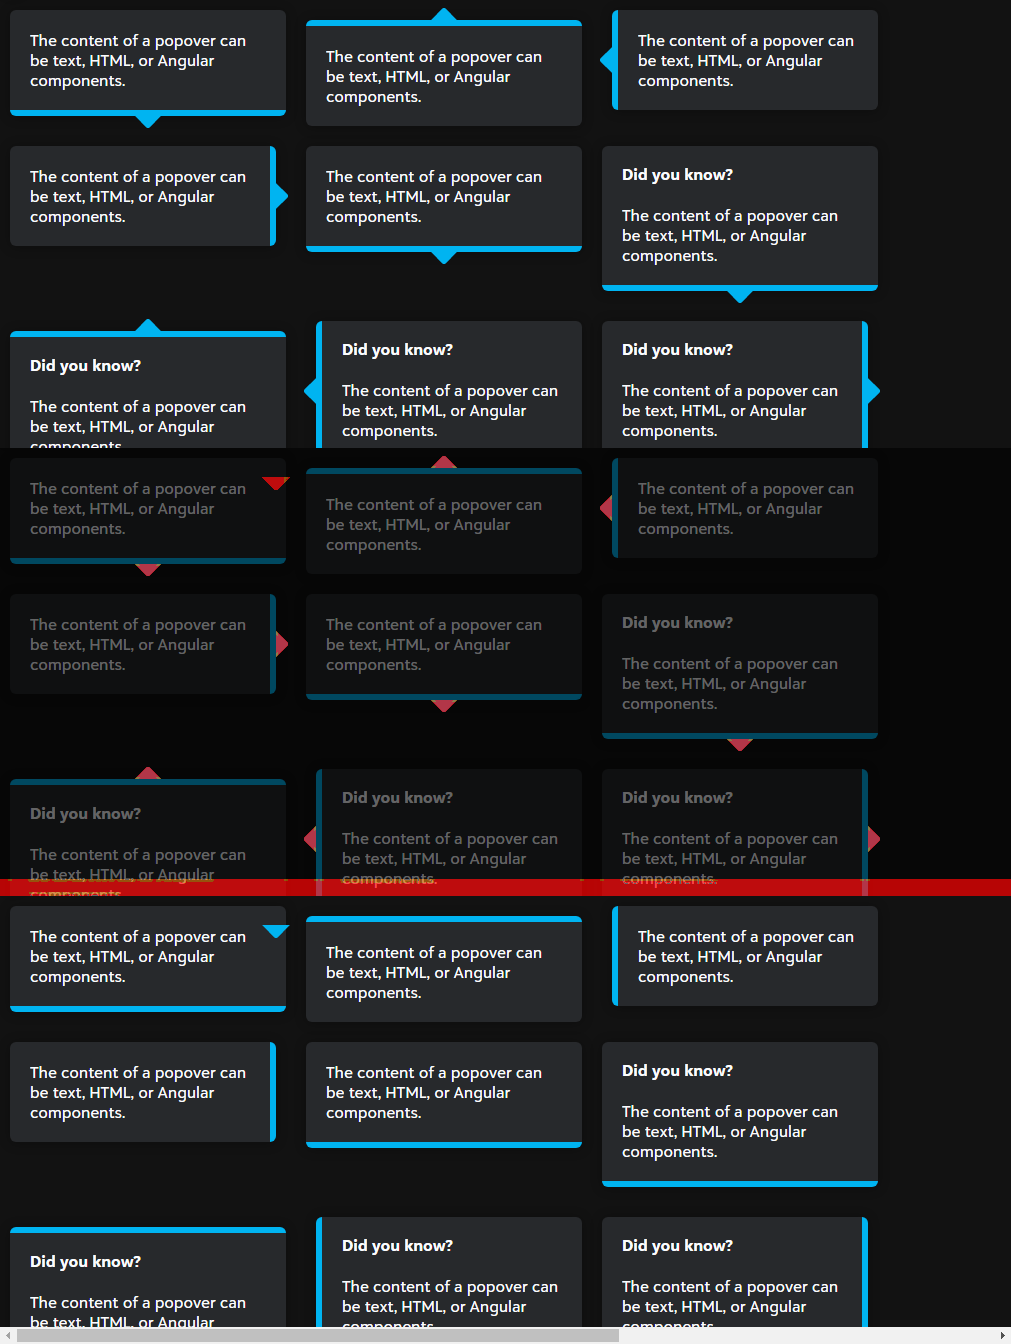 The content of a popover can
be text, HTML, or Angular
components.
The content of a popover can
be text, HTML, or Angular
components.
The content of a popover can
be text, HTML, or Angular
components.
The content of a popover can
be text, HTML, or Angular
components.
The content of a popover can
be text, HTML, or Angular
components.
Did you know?
The content of a popover can
be text, HTML, or Angular
components.
Did you know?
The content of a popover can
be text, HTML, or Angular
components.
Did you know?
The content of a popover can
be text, HTML, or Angular
components.
Did you know?
The content of a popover can
be text, HTML, or Angular
components.
The content of a popover can
be text, HTML, or Angular
components.
The content of a popover can
be text, HTML, or Angular
components.
The content of a popover can
be text, HTML, or Angular
components.
The content of a popover can
be text, HTML, or Angular
components.
The content of a popover can
be text, HTML, or Angular
components.
Did you know?
The content of a popover can
be text, HTML, or Angular
components.
Did you know?
The content of a popover can
be text, HTML, or Angular
components.
Did you know?
The content of a popover can
be text, HTML, or Angular
components.
Did you know?
The content of a popover can
be text, HTML, or Angular
components.
The content of a popover can
be text, HTML, or Angular
components.
The content of a popover can
be text, HTML, or Angular
components.
The content of a popover can
be text, HTML, or Angular
components.
The content of a popover can
be text, HTML, or Angular
components.
The content of a popover can
be text, HTML, or Angular
components.
Did you know?
The content of a popover can
be text, HTML, or Angular
components.
Did you know?
The content of a popover can
be text, HTML, or Angular
Did you know?
The content of a popover can
be text, HTML, or Angular
components.
Did you know?
The content of a popover can
be text, HTML, or Angular
components.